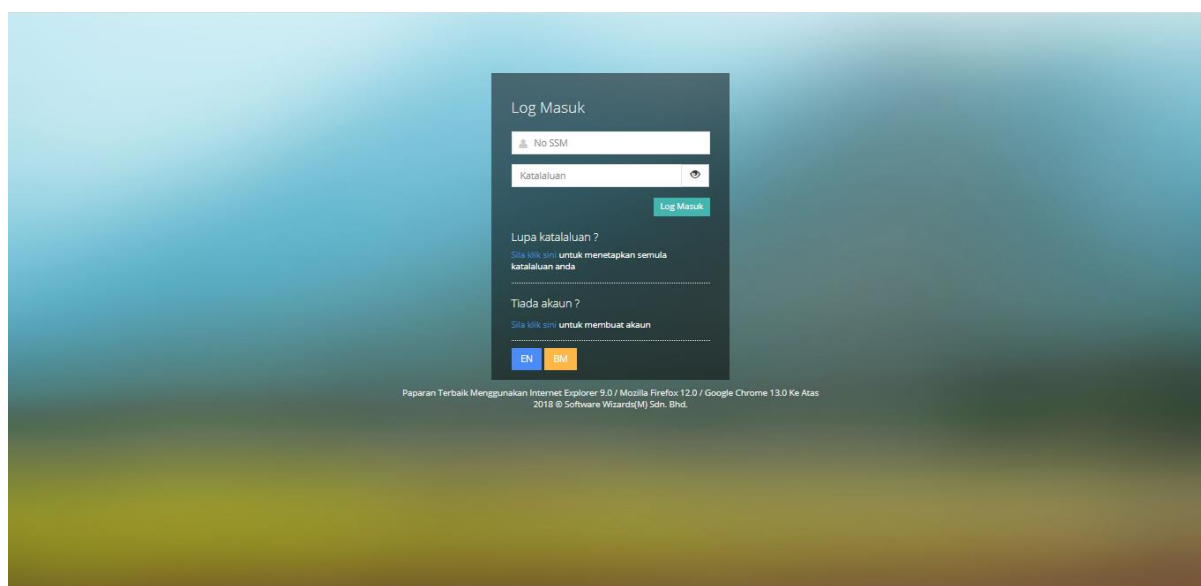 Log Masuk
No SSM
Katalaluan
Log Masuk
Lupa katalaluan ?
Sila klik sini untuk menetapkan semula
katalaluan anda
Tiada akaun ?
Sila klik sini untuk membuat akaun
EN BM
Paparan Terbaik Menggunakan Internet Explorer 9.0 / Mozilla Firefox 12.0 / Google Chrome 13.0 Ke Atas
2018 © Software Wizards(M) Sdn. Bhd.